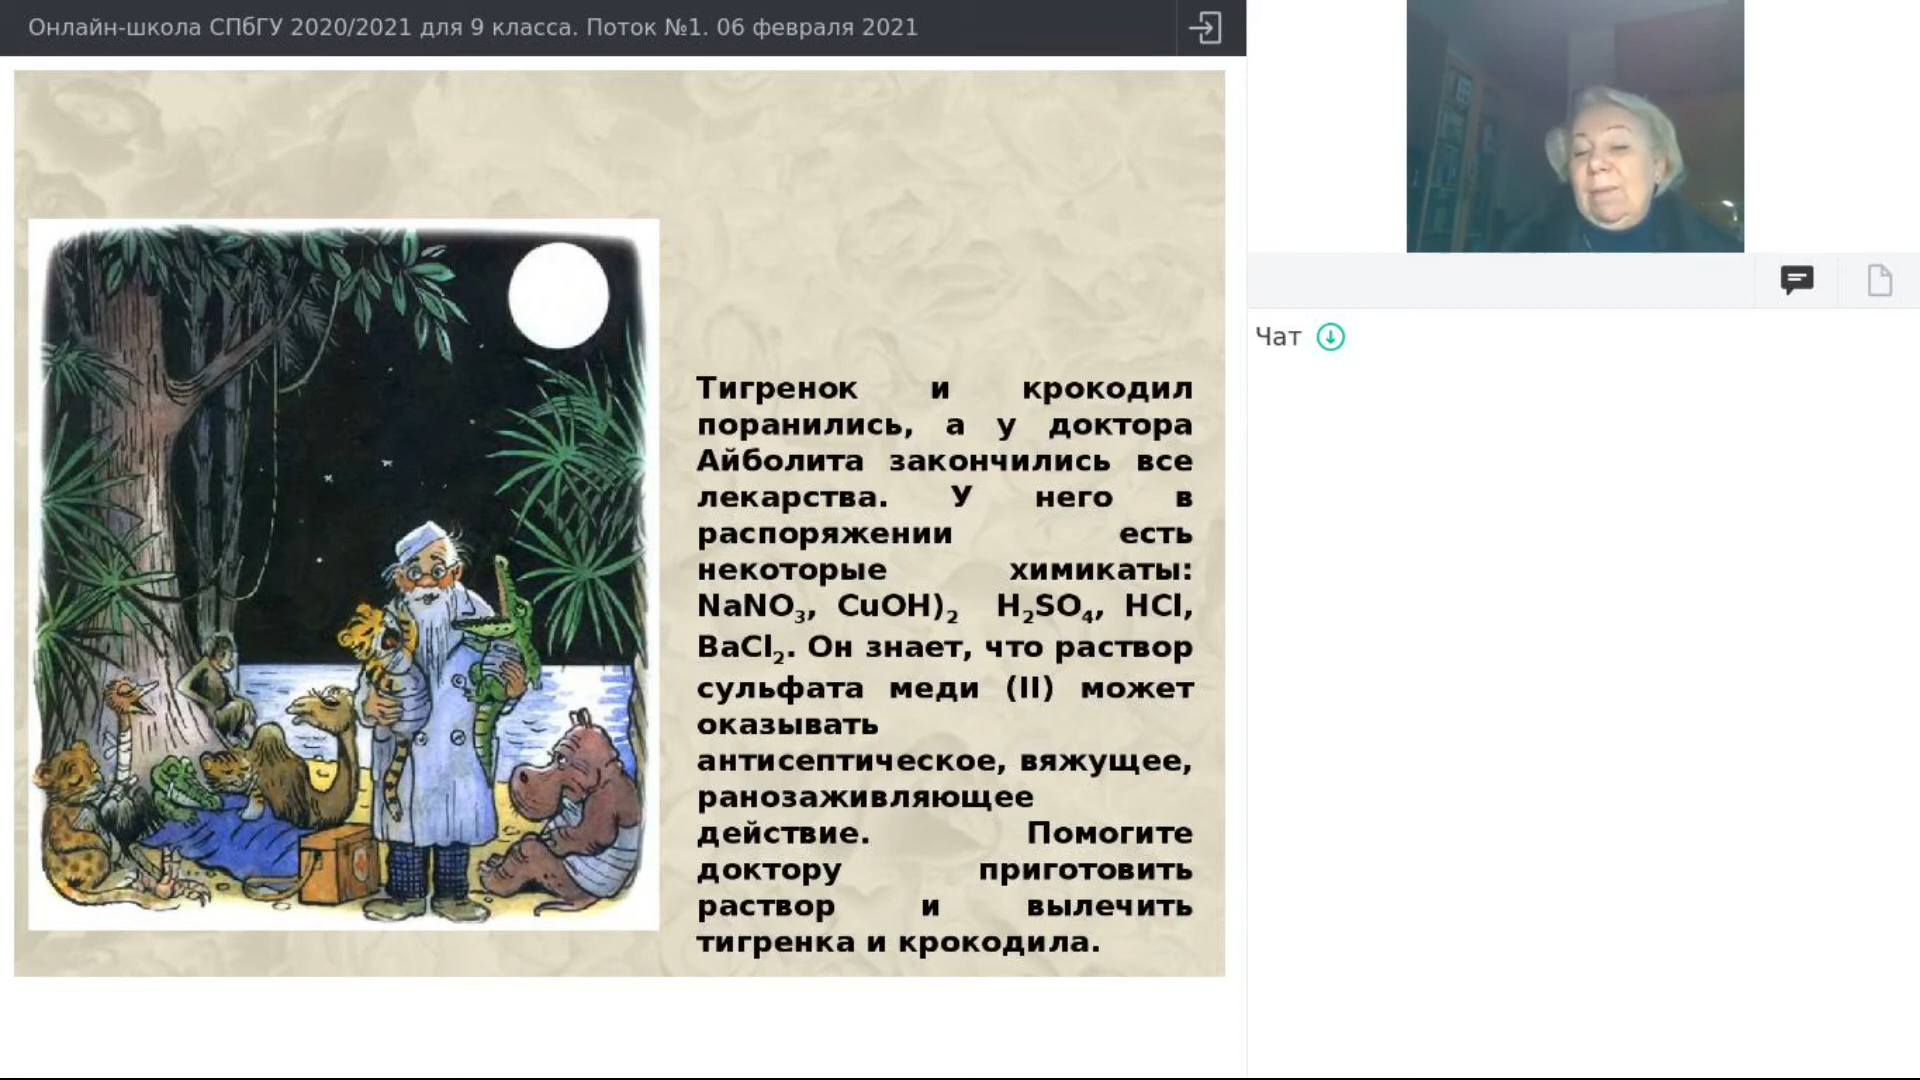 Онлайн-школа СПбГУ 2020/2021 для 9 класса. Поток №1. 06 февраля 2021
Чат
Тигренок и крокодил
поранились, а у доктора
Айболита закончились все
лекарства. У него в
распоряжении есть
некоторые химикаты:
NaNO₃, CuOH)₂ H₂SO₄, HCl,
BaCl₂. Он знает, что раствор
сульфата меди (II) может
оказывать
антисептическое, вяжущее,
ранозаживляющее
действие. Помогите
доктору приготовить
раствор и вылечить
тигренка и крокодила.